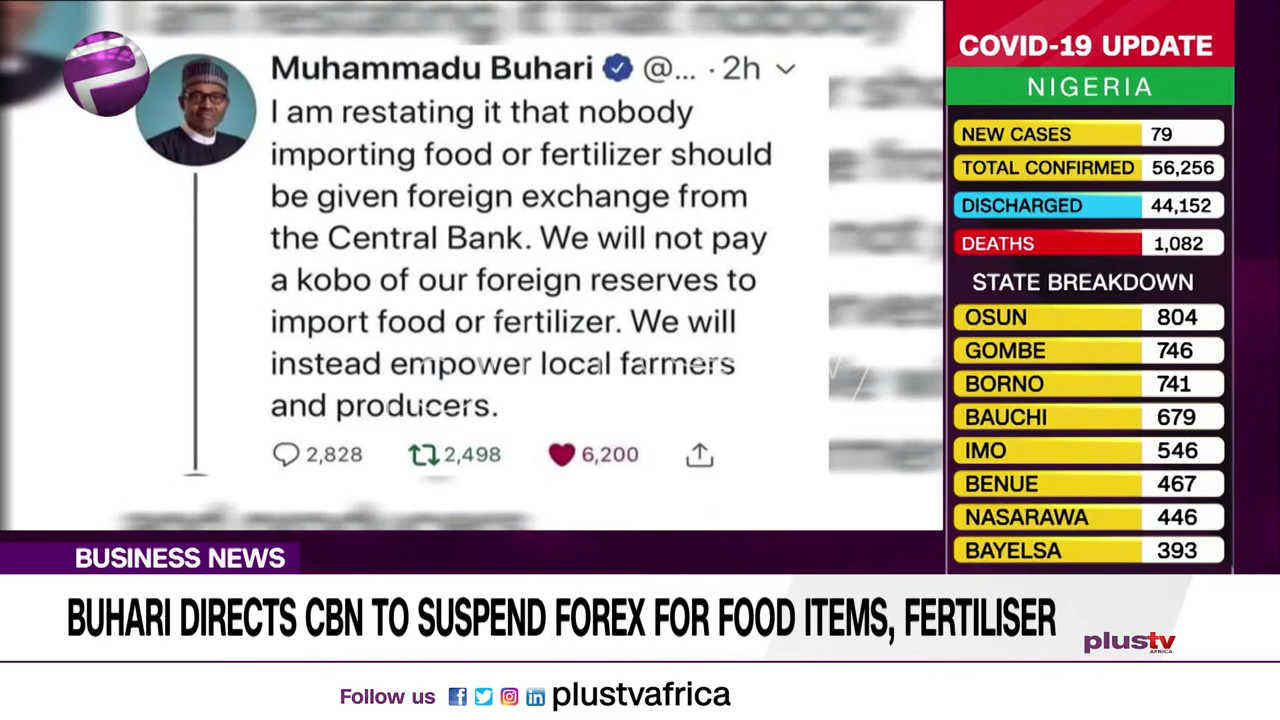 Muhammadu Buhari @... · 2h
I am restating it that nobody
importing food or fertilizer should
be given foreign exchange from
the Central Bank. We will not pay
a kobo of our foreign reserves to
import food or fertilizer. We will
instead empower local farmers
and producers.
2,828 2,498 6,200
COVID-19 UPDATE
NIGERIA
NEW CASES 79
TOTAL CONFIRMED 56,256
DISCHARGED 44,152
DEATHS 1,082
STATE BREAKDOWN
OSUN 804
GOMBE 746
BORNO 741
BAUCHI 679
IMO 546
BENUE 467
NASARAWA 446
BAYELSA 393
BUSINESS NEWS
BUHARI DIRECTS CBN TO SUSPEND FOREX FOR FOOD ITEMS, FERTILISER
plustv
AFRICA
Follow us plustvafrica